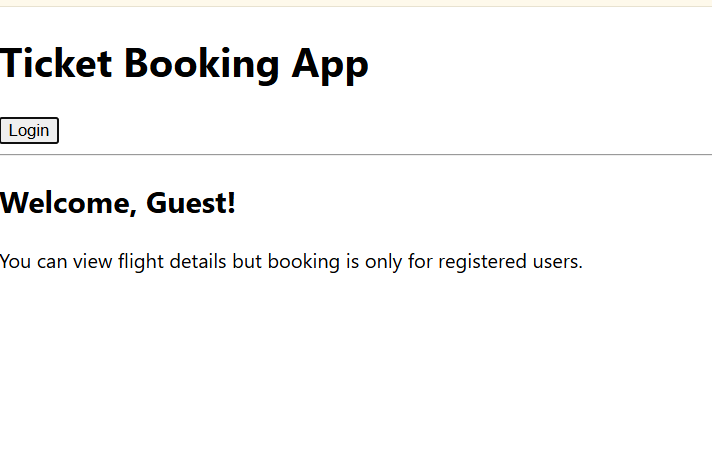 Ticket Booking App
Login
Welcome, Guest!
You can view flight details but booking is only for registered users.